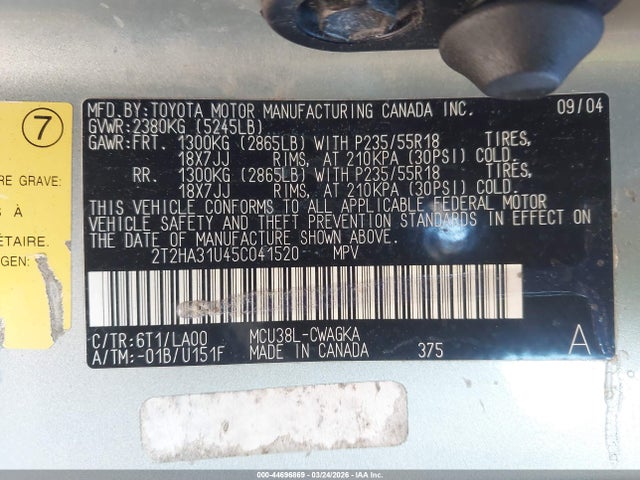 7
RE GRAVE:
S À
ÉTAIRE.
GEN:
MFD.BY:TOYOTA MOTOR MANUFACTURING CANADA INC. 09/04
GVWR:2380KG (5245LB)
GAWR:FRT. 1300KG (2865LB) WITH P235/55R18 TIRES,
18X7JJ RIMS, AT 210KPA (30PSI) COLD.
RR. 1300KG (2865LB) WITH P235/55R18 TIRES,
18X7JJ RIMS, AT 210KPA (30PSI) COLD.
THIS VEHICLE CONFORMS TO ALL APPLICABLE FEDERAL MOTOR
VEHICLE SAFETY AND THEFT PREVENTION STANDARDS IN EFFECT ON
THE DATE OF MANUFACTURE SHOWN ABOVE.
2T2HA31U45C041520 MPV
C/TR:6T1/LA00 MCU38L-CWAGKA
A/TM:-01B/U151F MADE IN CANADA 375 A
000-44696869 - 03/24/2026 - IAA Inc.